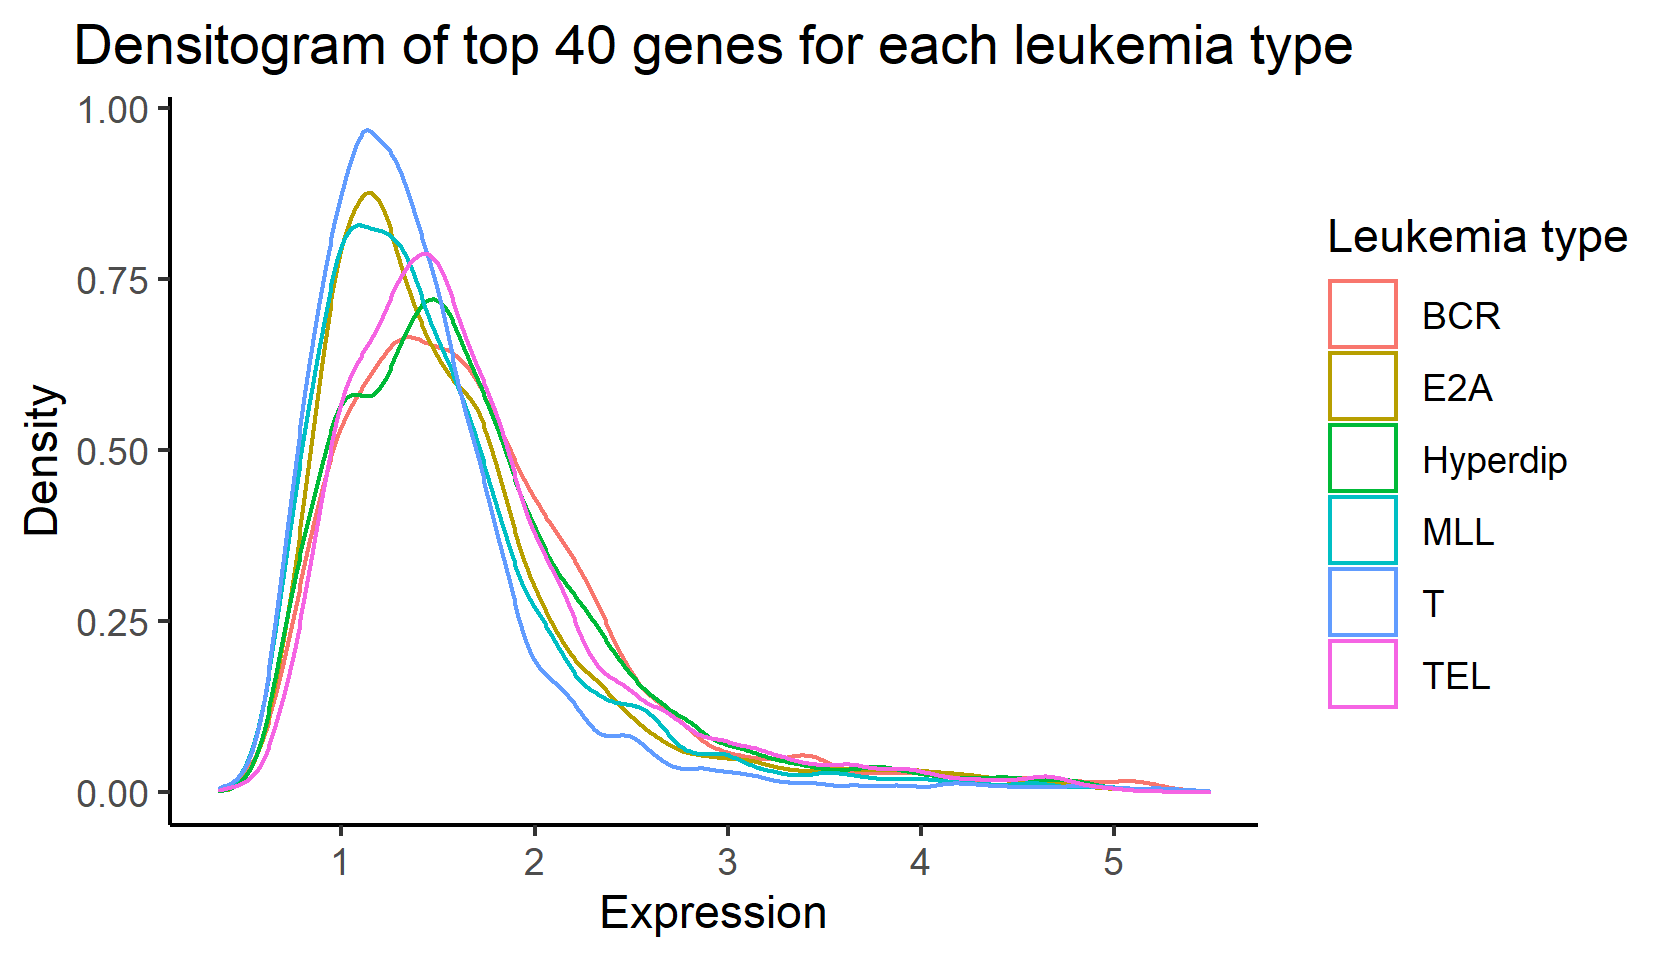 Densitogram of top 40 genes for each leukemia type
1.00
0.75
0.50
0.25
0.00
Density
1 2 3 4 5
Expression
Leukemia type
BCR
E2A
Hyperdip
MLL
T
TEL